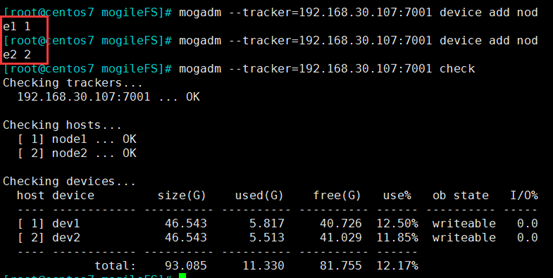 [root@centos7 mogileFS]# mogadm --tracker=192.168.30.107:7001 device add nod
e1 1
[root@centos7 mogileFS]# mogadm --tracker=192.168.30.107:7001 device add nod
e2 2
[root@centos7 mogileFS]# mogadm --tracker=192.168.30.107:7001 check
Checking trackers...
  192.168.30.107:7001 ... OK

Checking hosts...
  [ 1] node1 ... OK
  [ 2] node2 ... OK

Checking devices...
  host device         size(G)    used(G)    free(G)   use%   ob state   I/O%
  ---- ------------ ---------- ---------- ---------- ------ ---------- -----
  [ 1] dev1            46.543      5.817     40.726  12.50%  writeable   0.0
  [ 2] dev2            46.543      5.513     41.029  11.85%  writeable   0.0
  ---- ------------ ---------- ---------- ---------- ------
             total:    93.085     11.330     81.755  12.17%